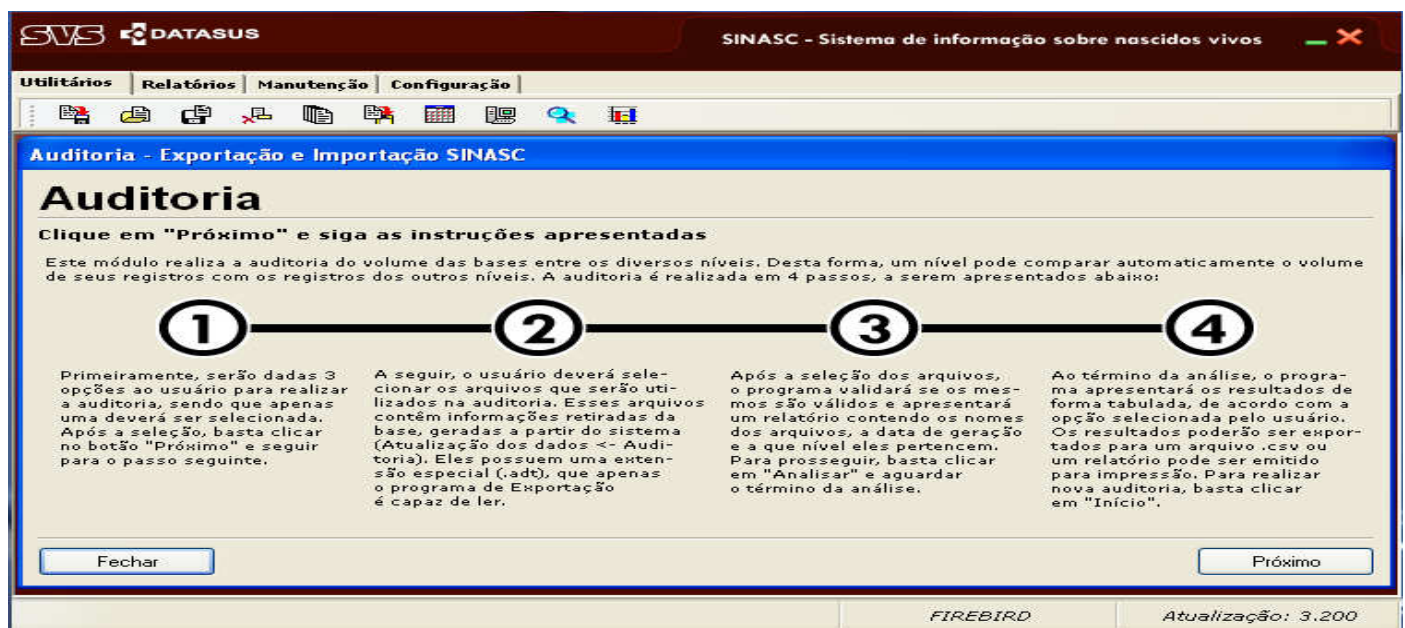 SVS DATASUS
SINASC - Sistema de informação sobre nascidos vivos
Utilitários Relatórios Manutenção Configuração
Auditoria - Exportação e Importação SINASC
Auditoria
Clique em "Próximo" e siga as instruções apresentadas
Este módulo realiza a auditoria do volume das bases entre os diversos níveis. Desta forma, um nível pode comparar automaticamente o volume
de seus registros com os registros dos outros níveis. A auditoria é realizada em 4 passos, a serem apresentados abaixo:
1
Primeiramente, serão dadas 3
opções ao usuário para realizar
a auditoria, sendo que apenas
uma deverá ser selecionada.
Após a seleção, basta clicar
no botão "Próximo" e seguir
para o passo seguinte.
2
A seguir, o usuário deverá sele-
cionar os arquivos que serão uti-
lizados na auditoria. Esses arquivos
contêm informações retiradas da
base, geradas a partir do sistema
(Atualização dos dados <- Audi-
toria). Eles possuem uma exten-
são especial (.adt), que apenas
o programa de Exportação
é capaz de ler.
3
Após a seleção dos arquivos,
o programa validará se os mes-
mos são válidos e apresentará
um relatório contendo os nomes
dos arquivos, a data de geração
e a que nível eles pertencem.
Para prosseguir, basta clicar
em "Analisar" e aguardar
o término da análise.
4
Ao término da análise, o progra-
ma apresentará os resultados de
forma tabulada, de acordo com a
opção selecionada pelo usuário.
Os resultados poderão ser expor-
tados para um arquivo .csv ou
um relatório pode ser emitido
para impressão. Para realizar
nova auditoria, basta clicar
em "Início".
Fechar
Próximo
FIREBIRD
Atualização: 3.200